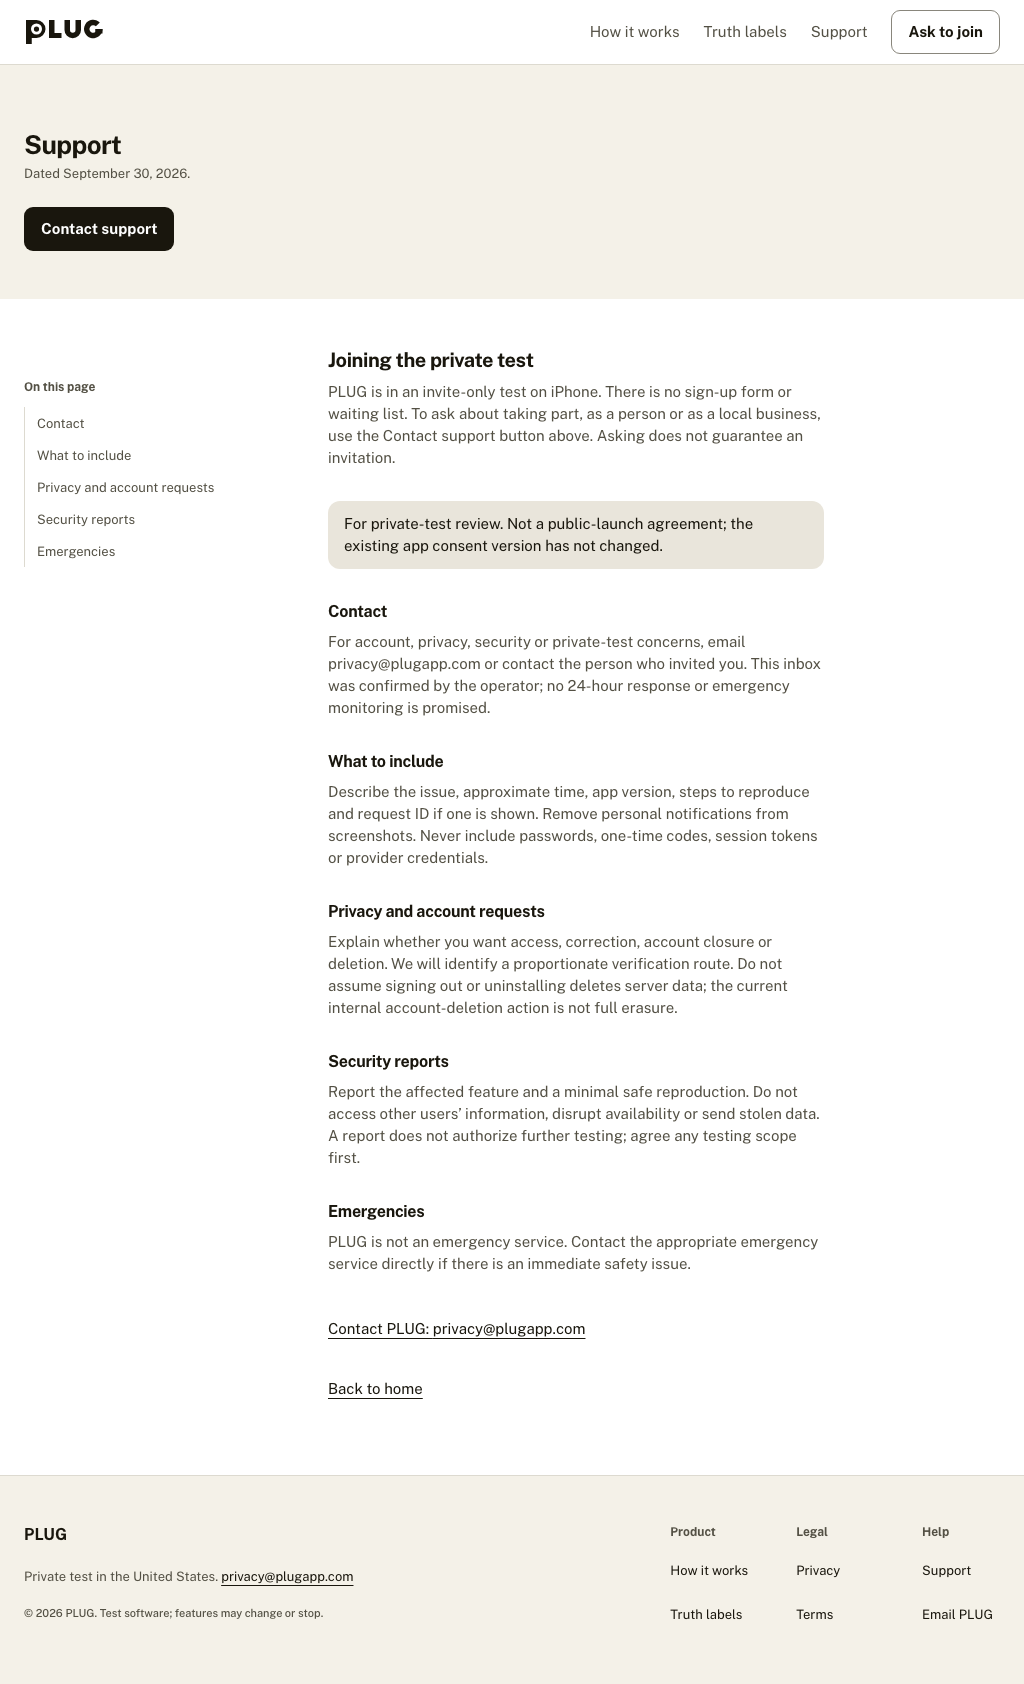 PLUG
How it works
Truth labels
Support
Ask to join
Support
Dated September 30, 2026.
Contact support
On this page
Contact
What to include
Privacy and account requests
Security reports
Emergencies
Joining the private test
PLUG is in an invite-only test on iPhone. There is no sign-up form or
waiting list. To ask about taking part, as a person or as a local business,
use the Contact support button above. Asking does not guarantee an
invitation.
For private-test review. Not a public-launch agreement; the
existing app consent version has not changed.
Contact
For account, privacy, security or private-test concerns, email
privacy@plugapp.com or contact the person who invited you. This inbox
was confirmed by the operator; no 24-hour response or emergency
monitoring is promised.
What to include
Describe the issue, approximate time, app version, steps to reproduce
and request ID if one is shown. Remove personal notifications from
screenshots. Never include passwords, one-time codes, session tokens
or provider credentials.
Privacy and account requests
Explain whether you want access, correction, account closure or
deletion. We will identify a proportionate verification route. Do not
assume signing out or uninstalling deletes server data; the current
internal account-deletion action is not full erasure.
Security reports
Report the affected feature and a minimal safe reproduction. Do not
access other users’ information, disrupt availability or send stolen data.
A report does not authorize further testing; agree any testing scope
first.
Emergencies
PLUG is not an emergency service. Contact the appropriate emergency
service directly if there is an immediate safety issue.
Contact PLUG: privacy@plugapp.com
Back to home
PLUG
Private test in the United States. privacy@plugapp.com
© 2026 PLUG. Test software; features may change or stop.
Product
How it works
Truth labels
Legal
Privacy
Terms
Help
Support
Email PLUG